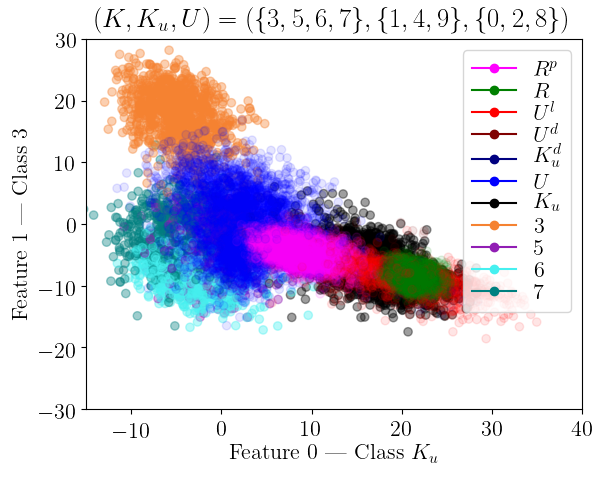 (K, K_u, U) = ({3, 5, 6, 7}, {1, 4, 9}, {0, 2, 8})
30
20
10
0
−10
−20
−30
−10
0
10
20
30
40
Feature 1 — Class 3
Feature 0 — Class K_u
R^p
R
U^l
U^d
K_u^d
U
K_u
3
5
6
7